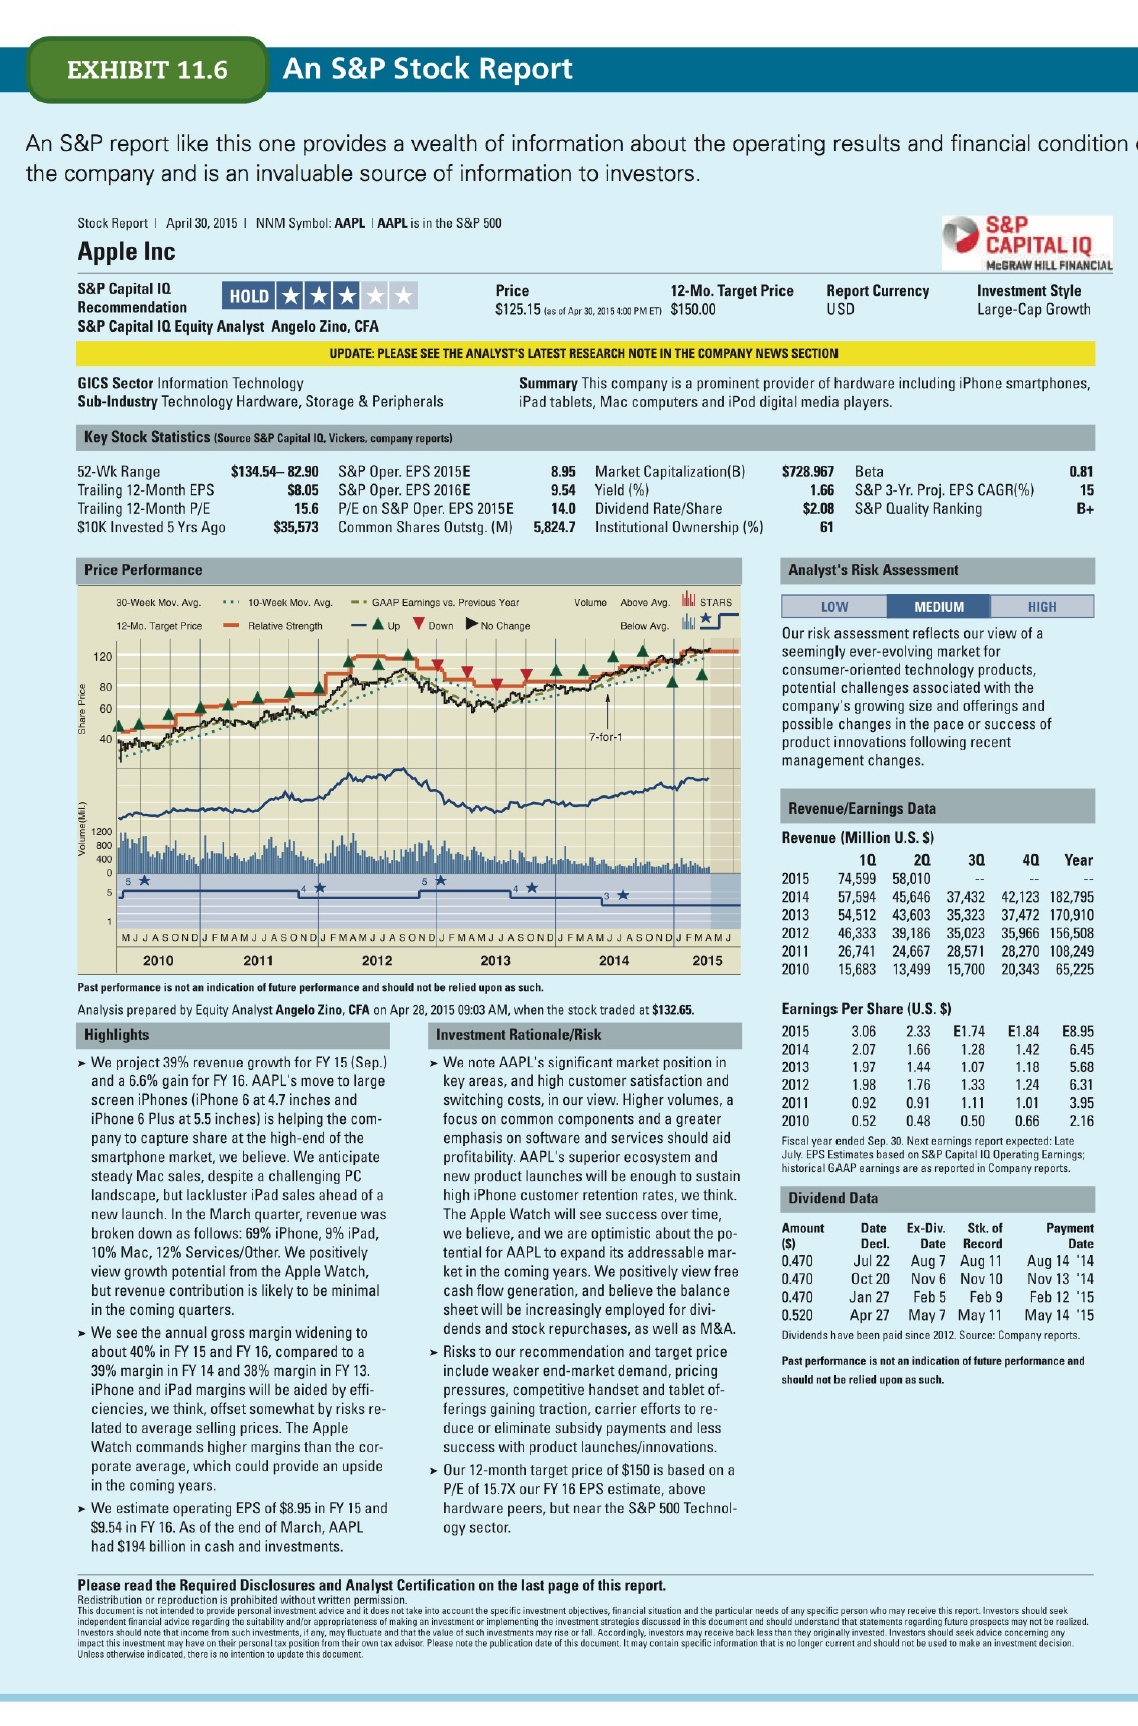 EXHIBIT 11.6
An S&P Stock Report
An S&P report like this one provides a wealth of information about the operating results and financial condition
the company and is an invaluable source of information to investors.
Stock Report | April 30, 2015 | NNM Symbol: AAPL | AAPL is in the S&P 500
Apple Inc
S&P
CAPITAL IQ
McGRAW HILL FINANCIAL
S&P Capital IQ
Recommendation
HOLD ★ ★ ★ ★ ★
S&P Capital IQ Equity Analyst Angelo Zino, CFA
Price
$125.15 (as of Apr 30, 2015 4:00 PM ET)
12-Mo. Target Price
$150.00
Report Currency
USD
Investment Style
Large-Cap Growth
UPDATE: PLEASE SEE THE ANALYST'S LATEST RESEARCH NOTE IN THE COMPANY NEWS SECTION
GICS Sector Information Technology
Sub-Industry Technology Hardware, Storage & Peripherals
Summary This company is a prominent provider of hardware including iPhone smartphones,
iPad tablets, Mac computers and iPod digital media players.
Key Stock Statistics (Source S&P Capital IQ, Vickers, company reports)
52-Wk Range $134.54– 82.90 S&P Oper. EPS 2015E 8.95 Market Capitalization(B) $728.967 Beta 0.81
Trailing 12-Month EPS $8.05 S&P Oper. EPS 2016E 9.54 Yield (%) 1.66 S&P 3-Yr. Proj. EPS CAGR(%) 15
Trailing 12-Month P/E 15.6 P/E on S&P Oper. EPS 2015E 14.0 Dividend Rate/Share $2.08 S&P Quality Ranking B+
$10K Invested 5 Yrs Ago $35,573 Common Shares Outstg. (M) 5,824.7 Institutional Ownership (%) 61
Price Performance
30-Week Mov. Avg. 10-Week Mov. Avg. GAAP Earnings vs. Previous Year Volume Above Avg. STARS
12-Mo. Target Price Relative Strength Up Down No Change Below Avg.
Share Price
120
80
60
40
7-for-1
Volume(Mil.)
1200
800
400
0
5 ★ 4 ★ 5 ★ 4 ★ 3 ★
5
1
M J J A S O N D J F M A M J J A S O N D J F M A M J J A S O N D J F M A M J J A S O N D J F M A M J J A S O N D J F M A M J
2010 2011 2012 2013 2014 2015
Past performance is not an indication of future performance and should not be relied upon as such.
Analysis prepared by Equity Analyst Angelo Zino, CFA on Apr 28, 2015 09:03 AM, when the stock traded at $132.65.
Highlights
➤ We project 39% revenue growth for FY 15 (Sep.)
and a 6.6% gain for FY 16. AAPL's move to large
screen iPhones (iPhone 6 at 4.7 inches and
iPhone 6 Plus at 5.5 inches) is helping the com-
pany to capture share at the high-end of the
smartphone market, we believe. We anticipate
steady Mac sales, despite a challenging PC
landscape, but lackluster iPad sales ahead of a
new launch. In the March quarter, revenue was
broken down as follows: 69% iPhone, 9% iPad,
10% Mac, 12% Services/Other. We positively
view growth potential from the Apple Watch,
but revenue contribution is likely to be minimal
in the coming quarters.
➤ We see the annual gross margin widening to
about 40% in FY 15 and FY 16, compared to a
39% margin in FY 14 and 38% margin in FY 13.
iPhone and iPad margins will be aided by effi-
ciencies, we think, offset somewhat by risks re-
lated to average selling prices. The Apple
Watch commands higher margins than the cor-
porate average, which could provide an upside
in the coming years.
➤ We estimate operating EPS of $8.95 in FY 15 and
$9.54 in FY 16. As of the end of March, AAPL
had $194 billion in cash and investments.
Investment Rationale/Risk
➤ We note AAPL's significant market position in
key areas, and high customer satisfaction and
switching costs, in our view. Higher volumes, a
focus on common components and a greater
emphasis on software and services should aid
profitability. AAPL's superior ecosystem and
new product launches will be enough to sustain
high iPhone customer retention rates, we think.
The Apple Watch will see success over time,
we believe, and we are optimistic about the po-
tential for AAPL to expand its addressable mar-
ket in the coming years. We positively view free
cash flow generation, and believe the balance
sheet will be increasingly employed for divi-
dends and stock repurchases, as well as M&A.
➤ Risks to our recommendation and target price
include weaker end-market demand, pricing
pressures, competitive handset and tablet of-
ferings gaining traction, carrier efforts to re-
duce or eliminate subsidy payments and less
success with product launches/innovations.
➤ Our 12-month target price of $150 is based on a
P/E of 15.7X our FY 16 EPS estimate, above
hardware peers, but near the S&P 500 Technol-
ogy sector.
Analyst's Risk Assessment
LOW MEDIUM HIGH
Our risk assessment reflects our view of a
seemingly ever-evolving market for
consumer-oriented technology products,
potential challenges associated with the
company's growing size and offerings and
possible changes in the pace or success of
product innovations following recent
management changes.
Revenue/Earnings Data
Revenue (Million U.S. $)
1Q 2Q 3Q 4Q Year
2015 74,599 58,010 -- -- --
2014 57,594 45,646 37,432 42,123 182,795
2013 54,512 43,603 35,323 37,472 170,910
2012 46,333 39,186 35,023 35,966 156,508
2011 26,741 24,667 28,571 28,270 108,249
2010 15,683 13,499 15,700 20,343 65,225
Earnings Per Share (U.S. $)
2015 3.06 2.33 E1.74 E1.84 E8.95
2014 2.07 1.66 1.28 1.42 6.45
2013 1.97 1.44 1.07 1.18 5.68
2012 1.98 1.76 1.33 1.24 6.31
2011 0.92 0.91 1.11 1.01 3.95
2010 0.52 0.48 0.50 0.66 2.16
Fiscal year ended Sep. 30. Next earnings report expected: Late
July. EPS Estimates based on S&P Capital IQ Operating Earnings;
historical GAAP earnings are as reported in Company reports.
Dividend Data
Amount Date Ex-Div. Stk. of Payment
($) Decl. Date Record Date
0.470 Jul 22 Aug 7 Aug 11 Aug 14 '14
0.470 Oct 20 Nov 6 Nov 10 Nov 13 '14
0.470 Jan 27 Feb 5 Feb 9 Feb 12 '15
0.520 Apr 27 May 7 May 11 May 14 '15
Dividends have been paid since 2012. Source: Company reports.
Past performance is not an indication of future performance and
should not be relied upon as such.
Please read the Required Disclosures and Analyst Certification on the last page of this report.
Redistribution or reproduction is prohibited without written permission.
This document is not intended to provide personal investment advice and it does not take into account the specific investment objectives, financial situation and the particular needs of any specific person who may receive this report. Investors should seek
independent financial advice regarding the suitability and/or appropriateness of making an investment or implementing the investment strategies discussed in this document and should understand that statements regarding future prospects may not be realized.
Investors should note that income from such investments, if any, may fluctuate and that the value of such investments may rise or fall. Accordingly, investors may receive back less than they originally invested. Investors should seek advice concerning any
impact this investment may have on their personal tax position from their own tax advisor. Please note the publication date of this document. It may contain specific information that is no longer current and should not be used to make an investment decision.
Unless otherwise indicated, there is no intention to update this document.